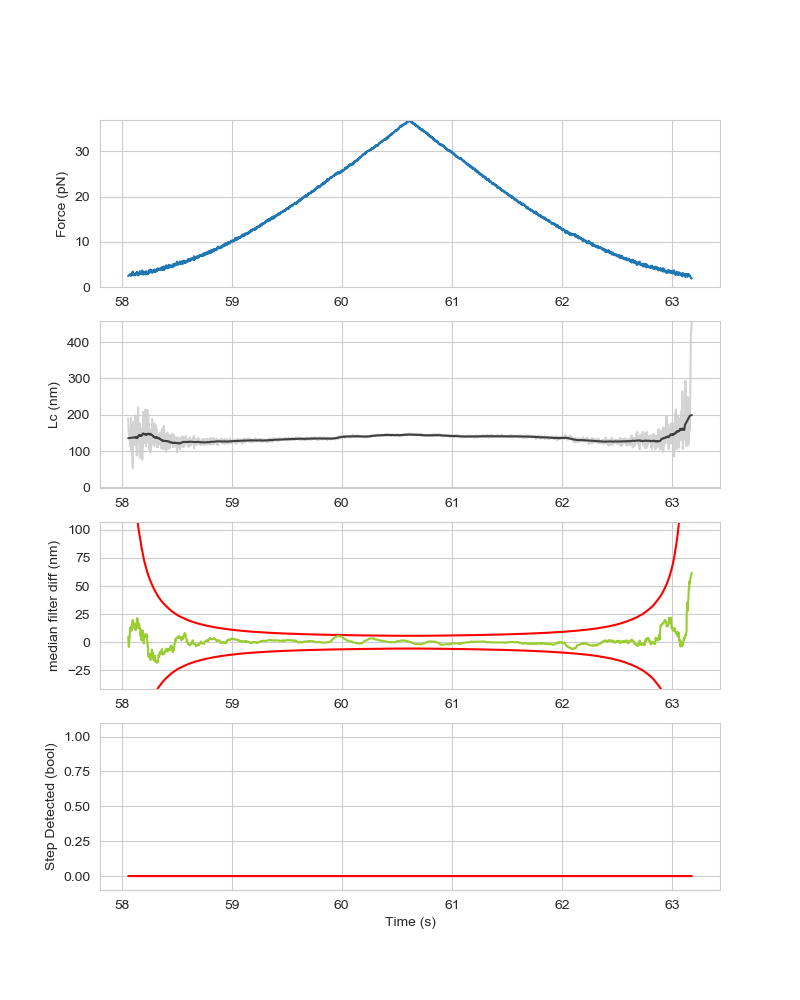 Force (pN)
30
20
10
0
58 59 60 61 62 63
Lc (nm)
400
300
200
100
0
58 59 60 61 62 63
median filter diff (nm)
100
75
50
25
0
−25
58 59 60 61 62 63
Step Detected (bool)
1.00
0.75
0.50
0.25
0.00
58 59 60 61 62 63
Time (s)